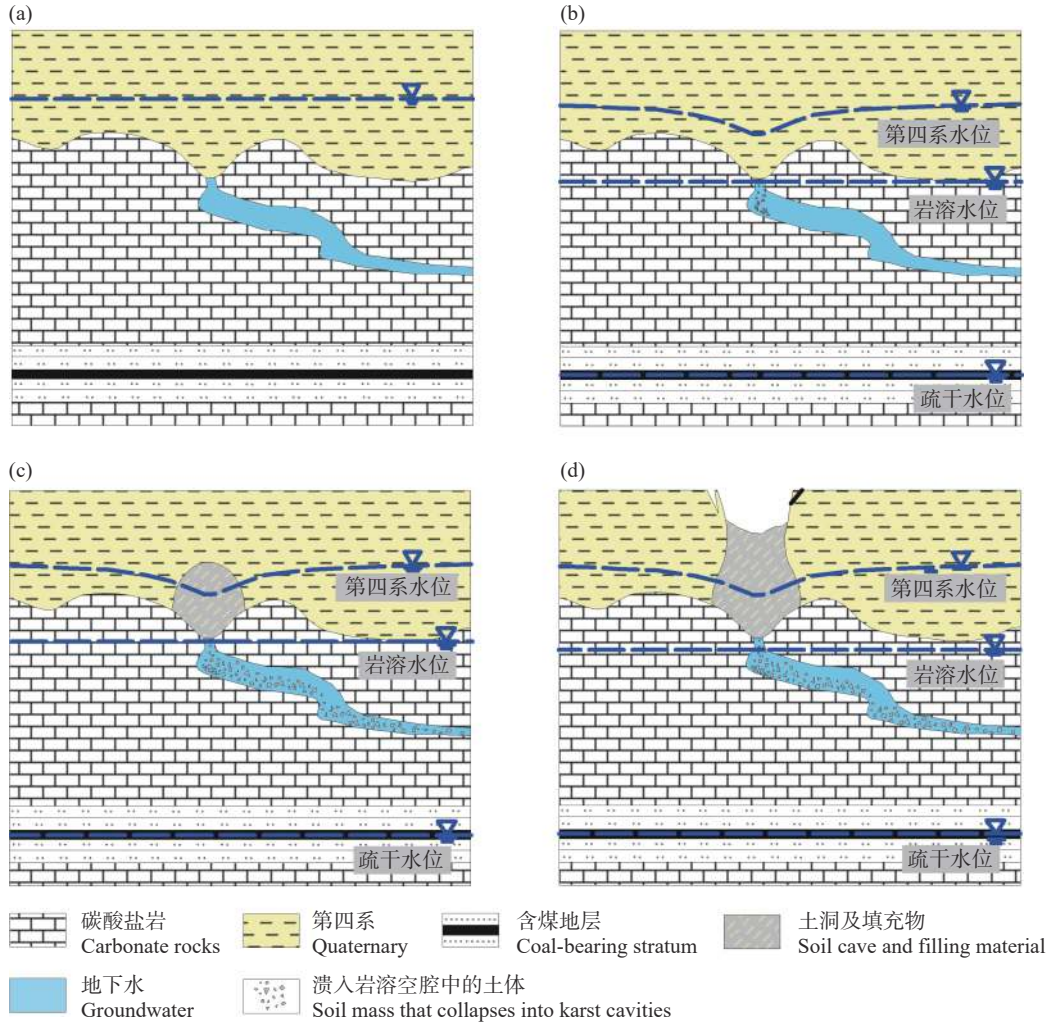 (a)
(b)
第四系水位
岩溶水位
疏干水位
(c)
(d)
第四系水位
岩溶水位
疏干水位
第四系水位
岩溶水位
疏干水位
碳酸盐岩
Carbonate rocks
第四系
Quaternary
含煤地层
Coal-bearing stratum
土洞及填充物
Soil cave and filling material
地下水
Groundwater
溃入岩溶空腔中的土体
Soil mass that collapses into karst cavities